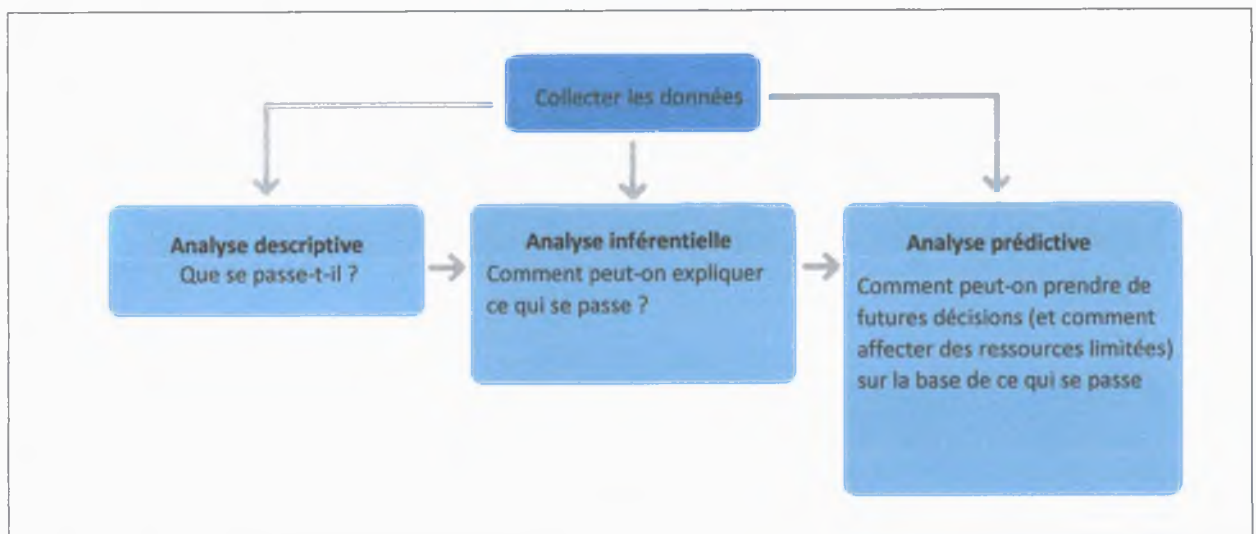 Collecter les données
Analyse descriptive
Que se passe-t-il ?
Analyse inférentielle
Comment peut-on expliquer
ce qui se passe ?
Analyse prédictive
Comment peut-on prendre de
futures décisions (et comment
affecter des ressources limitées)
sur la base de ce qui se passe